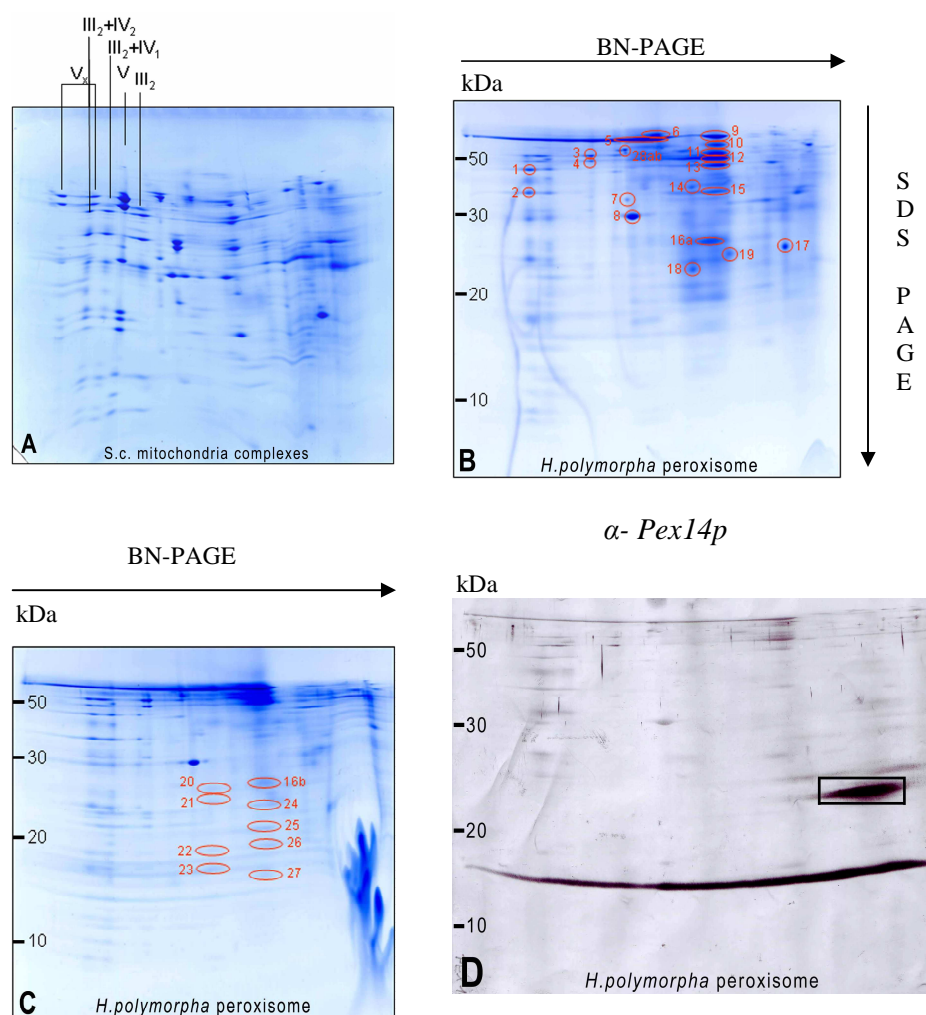 III2+IV2
III2+IV1
Vx V III2
A
S.c. mitochondria complexes
BN-PAGE
kDa
50
30
20
10
1
2
3
4
5
6
7
8
9
10
11
12
13
14
15
16a
17
18
19
B
H.polymorpha peroxisome
SDS PAGE
BN-PAGE
kDa
50
30
20
10
20
21
22
23
16b
24
25
26
27
C
H.polymorpha peroxisome
α- Pex14p
kDa
50
30
20
10
D
H.polymorpha peroxisome